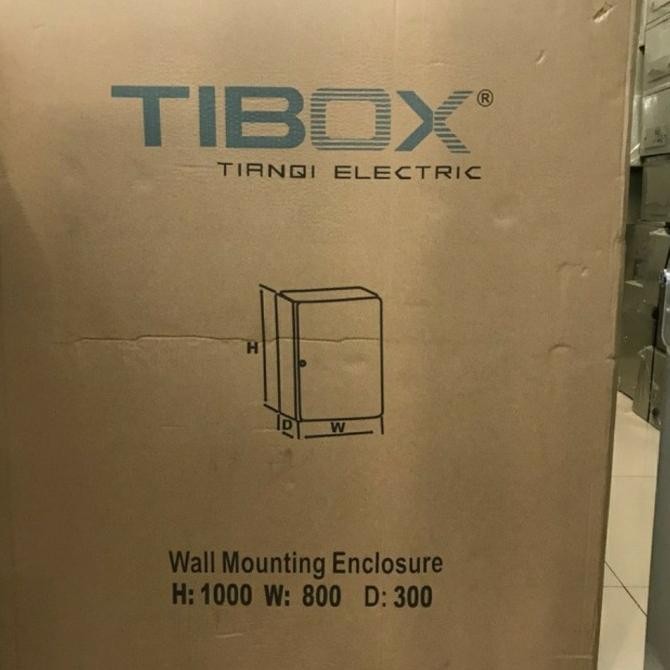 TIBOX®
TIANQI ELECTRIC
H
D W
Wall Mounting Enclosure
H: 1000 W: 800 D: 300